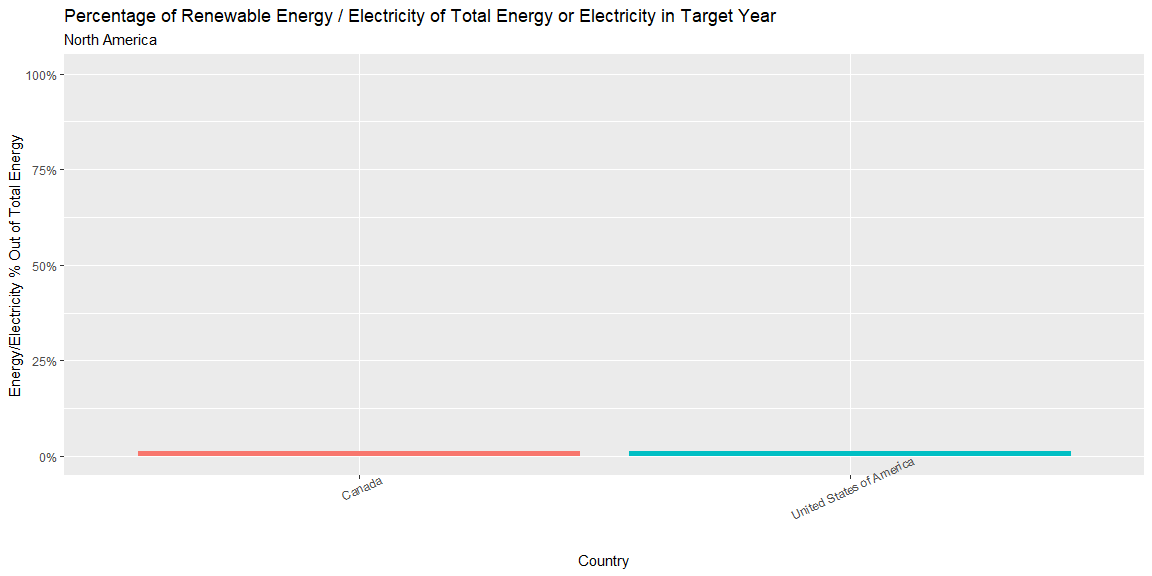 Percentage of Renewable Energy / Electricity of Total Energy or Electricity in Target Year
North America
Energy/Electricity % Out of Total Energy
100%
75%
50%
25%
0%
Canada
United States of America
Country